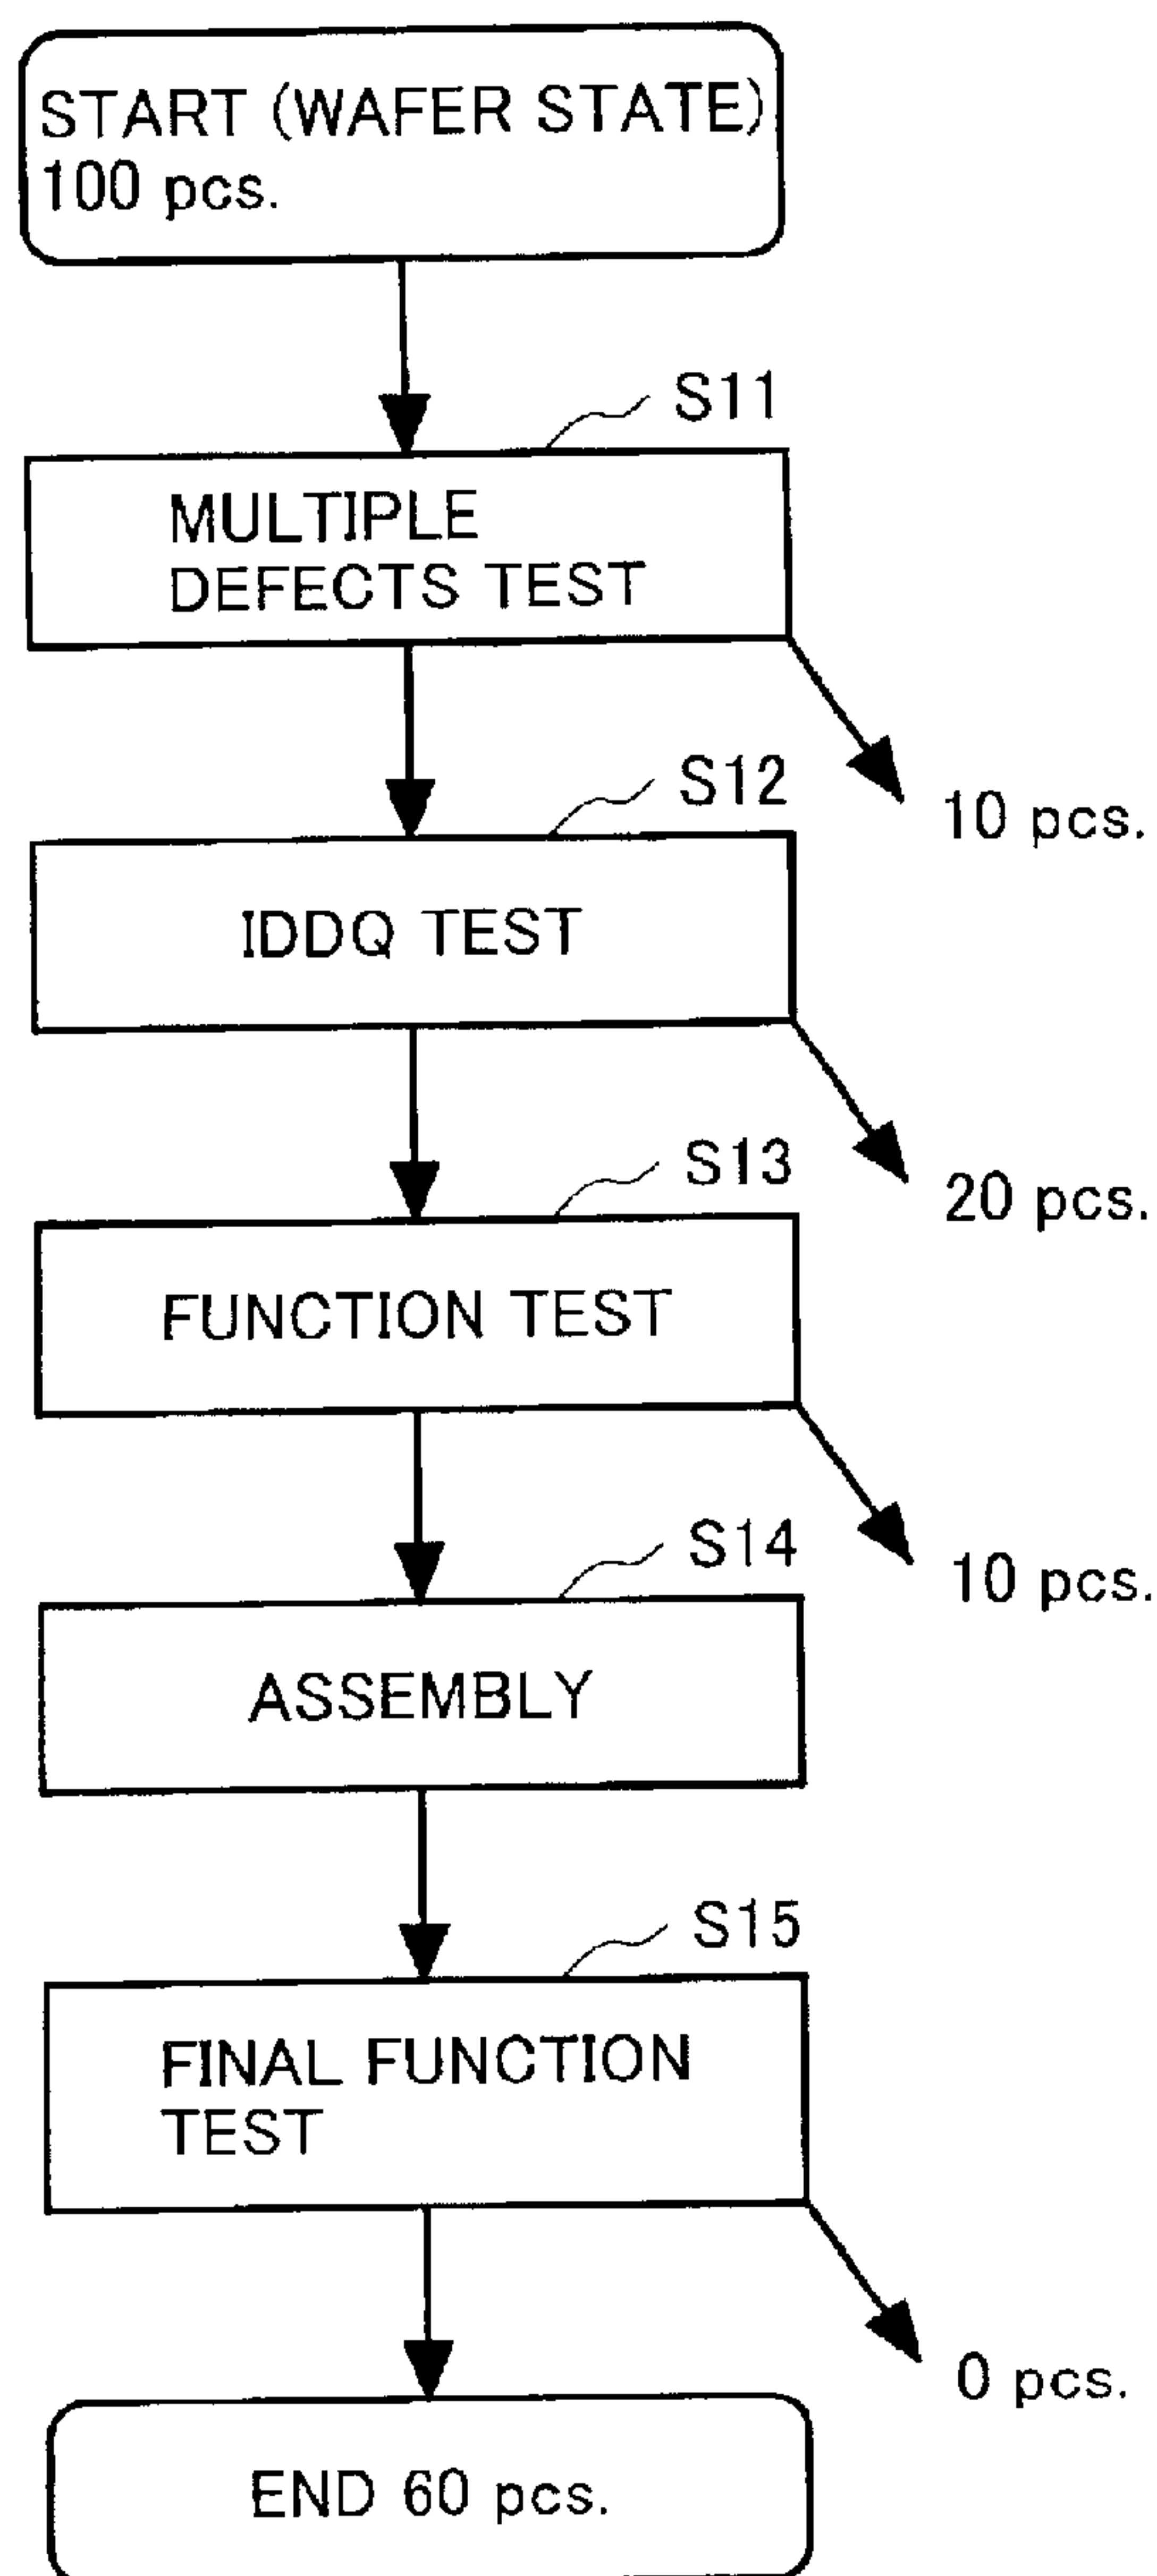 START (WAFER STATE)
100 pcs.
S11
MULTIPLE
DEFECTS TEST
10 pcs.
S12
IDDQ TEST
20 pcs.
S13
FUNCTION TEST
10 pcs.
S14
ASSEMBLY
S15
FINAL FUNCTION
TEST
0 pcs.
END 60 pcs.